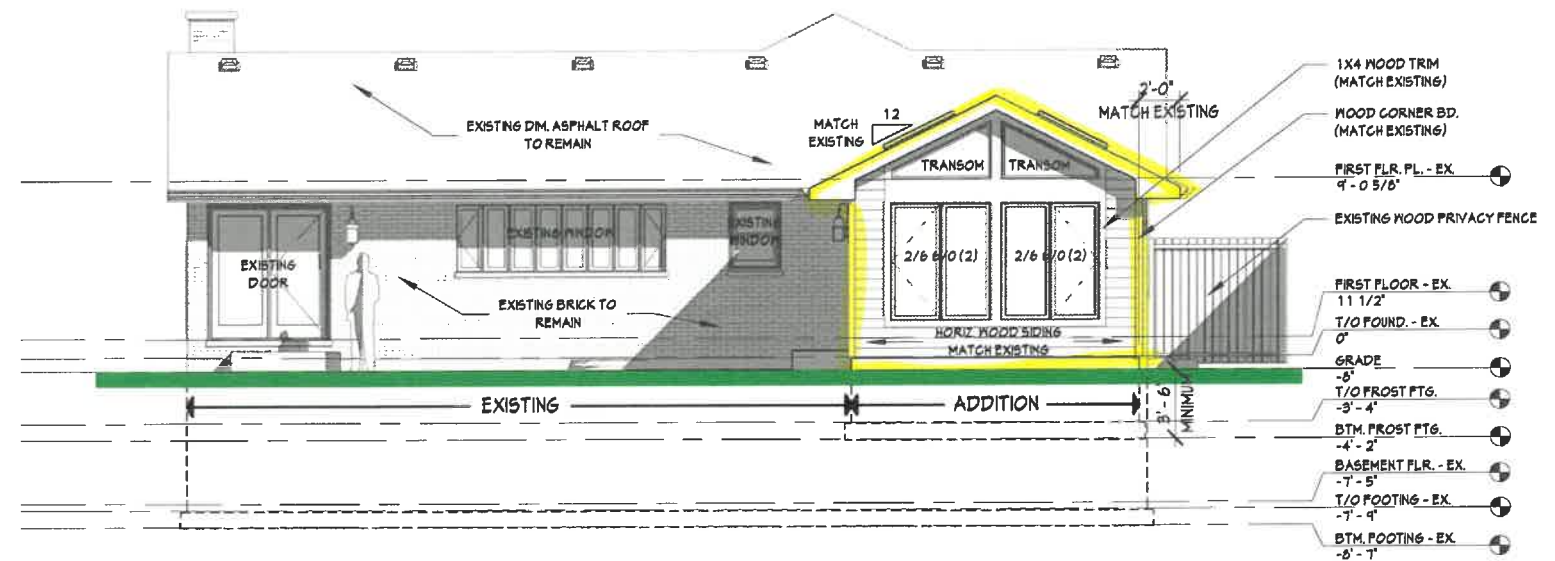 1X4 WOOD TRIM
(MATCH EXISTING)
2'-0"
MATCH EXISTING
WOOD CORNER BD.
(MATCH EXISTING)
EXISTING DIM. ASPHALT ROOF
TO REMAIN
MATCH
EXISTING
12
TRANSOM
TRANSOM
FIRST FLR. PL. - EX.
9' - 0 5/8"
EXISTING WOOD PRIVACY FENCE
EXISTING WINDOW
EXISTING
WINDOW
EXISTING
DOOR
2/6 6/0 (2)
2/6 6/0 (2)
EXISTING BRICK TO
REMAIN
FIRST FLOOR - EX.
11 1/2"
T/O FOUND. - EX.
0"
HORIZ WOOD SIDING
MATCH EXISTING
GRADE
-8"
EXISTING
ADDITION
3' - 6"
MINIMUM
T/O FROST FTG.
-3' - 4"
BTM. FROST FTG.
-4' - 2"
BASEMENT FLR. - EX.
-7' - 5"
T/O FOOTING - EX.
-7' - 9"
BTM. FOOTING - EX.
-8' - 7"